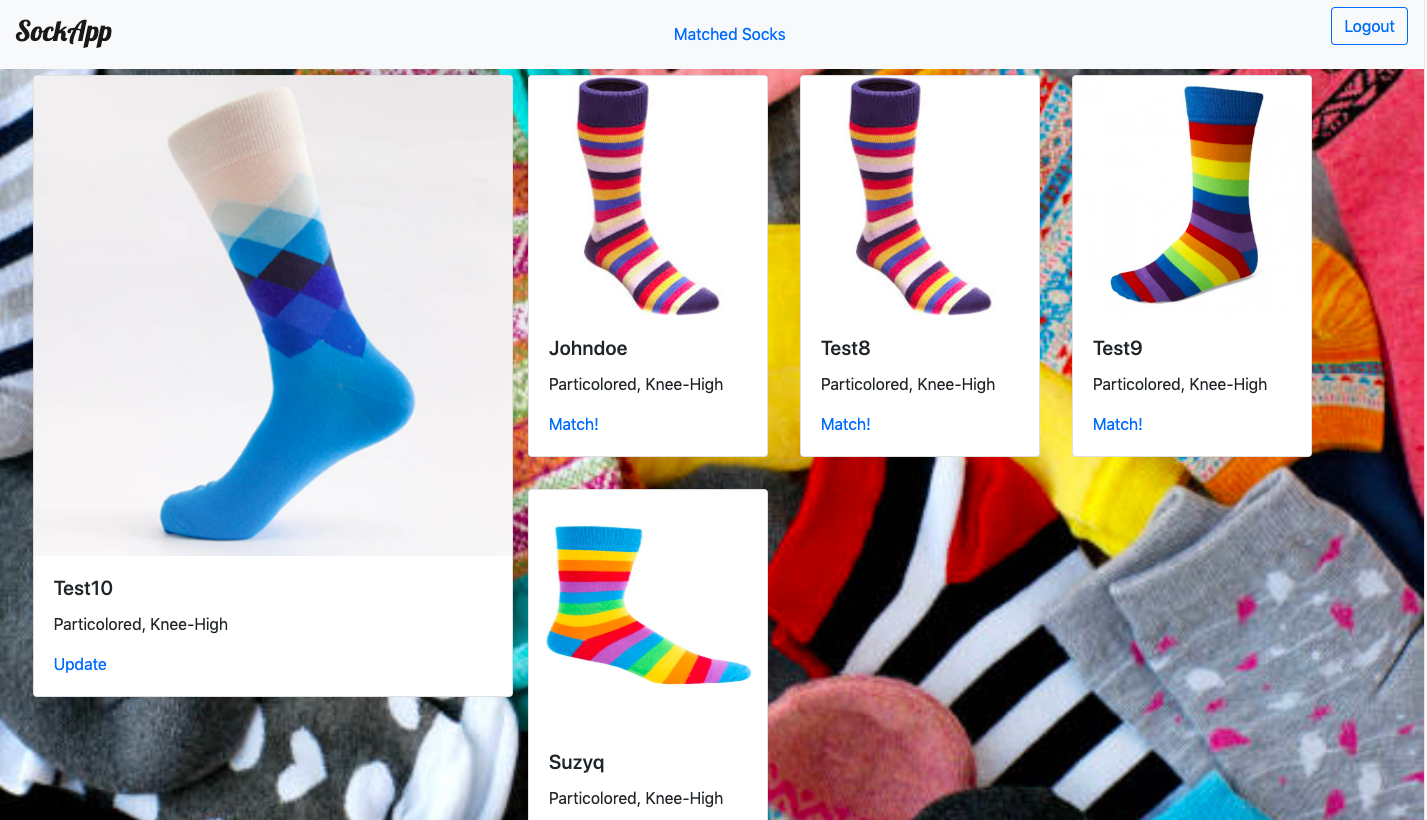 SockApp
Matched Socks
Logout
Test10
Particolored, Knee-High
Update
Johndoe
Particolored, Knee-High
Match!
Test8
Particolored, Knee-High
Match!
Test9
Particolored, Knee-High
Match!
Suzyq
Particolored, Knee-High